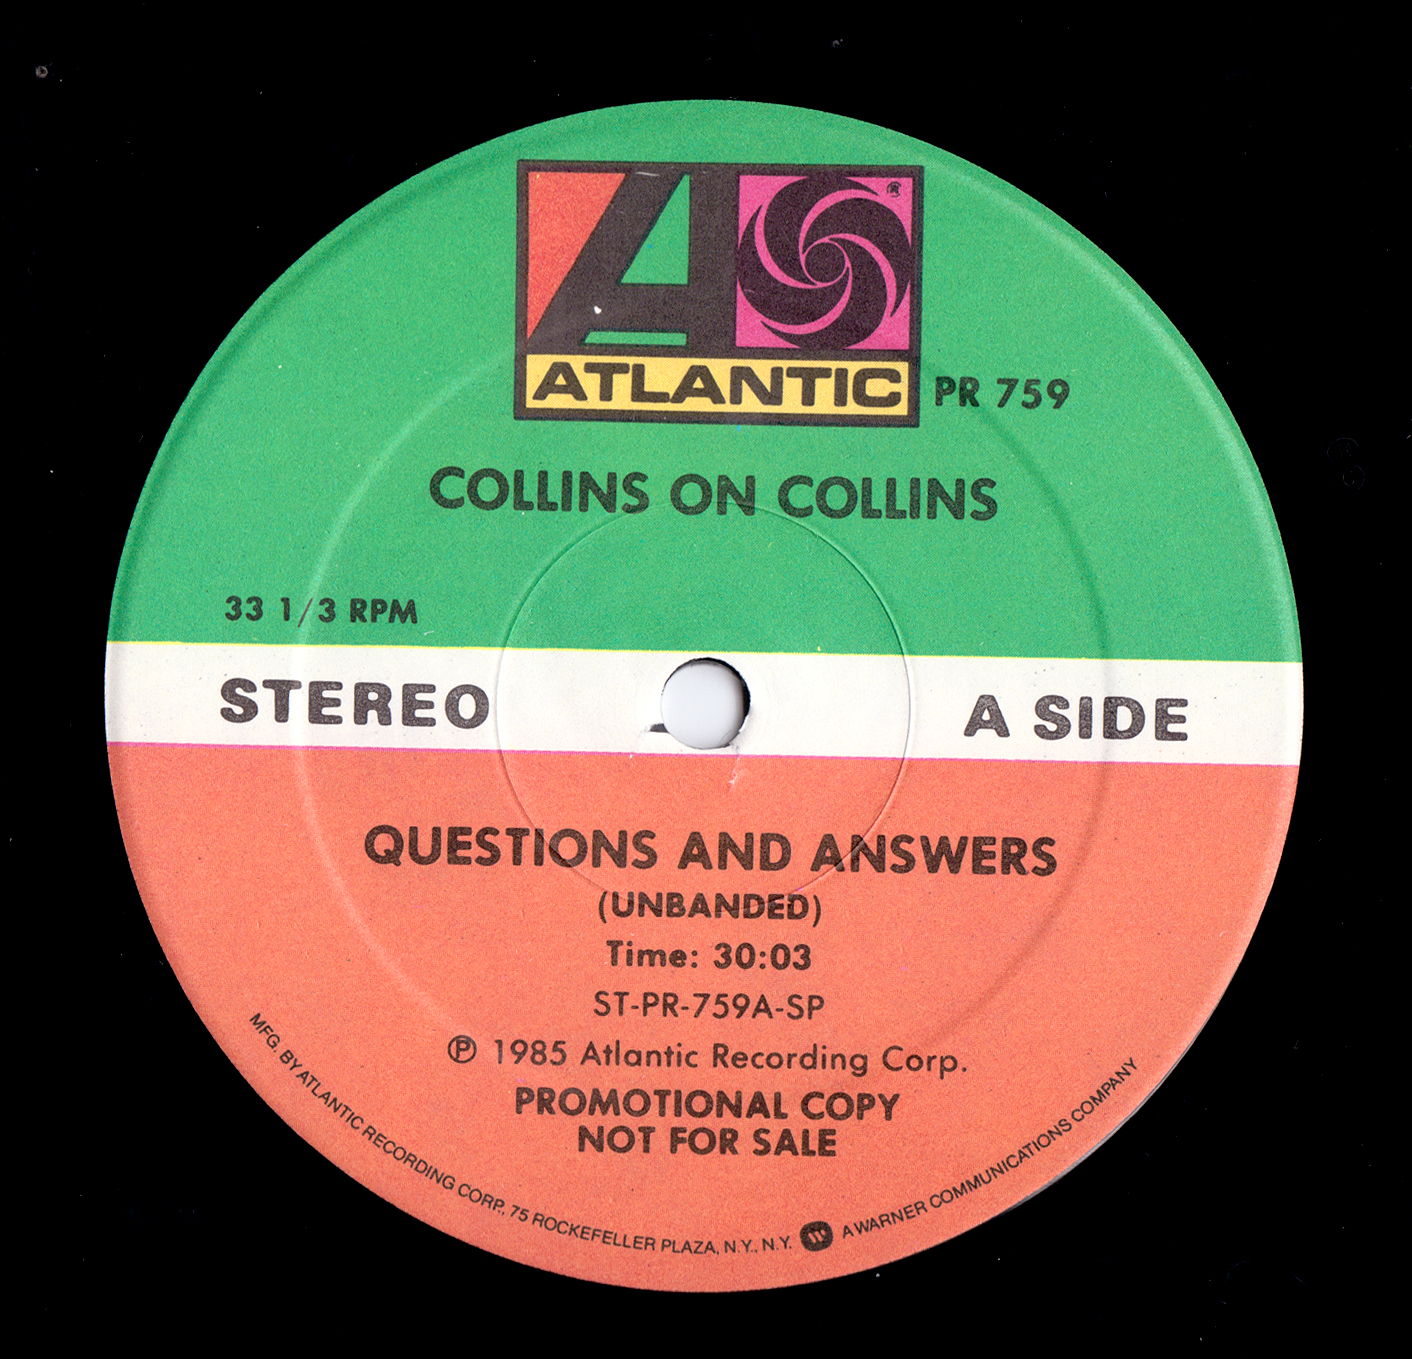 ®
ATLANTIC
PR 759
COLLINS ON COLLINS
33 1/3 RPM
STEREO
A SIDE
QUESTIONS AND ANSWERS
(UNBANDED)
Time: 30:03
ST-PR-759A-SP
℗ 1985 Atlantic Recording Corp.
PROMOTIONAL COPY
NOT FOR SALE
MFG. BY ATLANTIC RECORDING CORP., 75 ROCKEFELLER PLAZA, N.Y., N.Y. A WARNER COMMUNICATIONS COMPANY